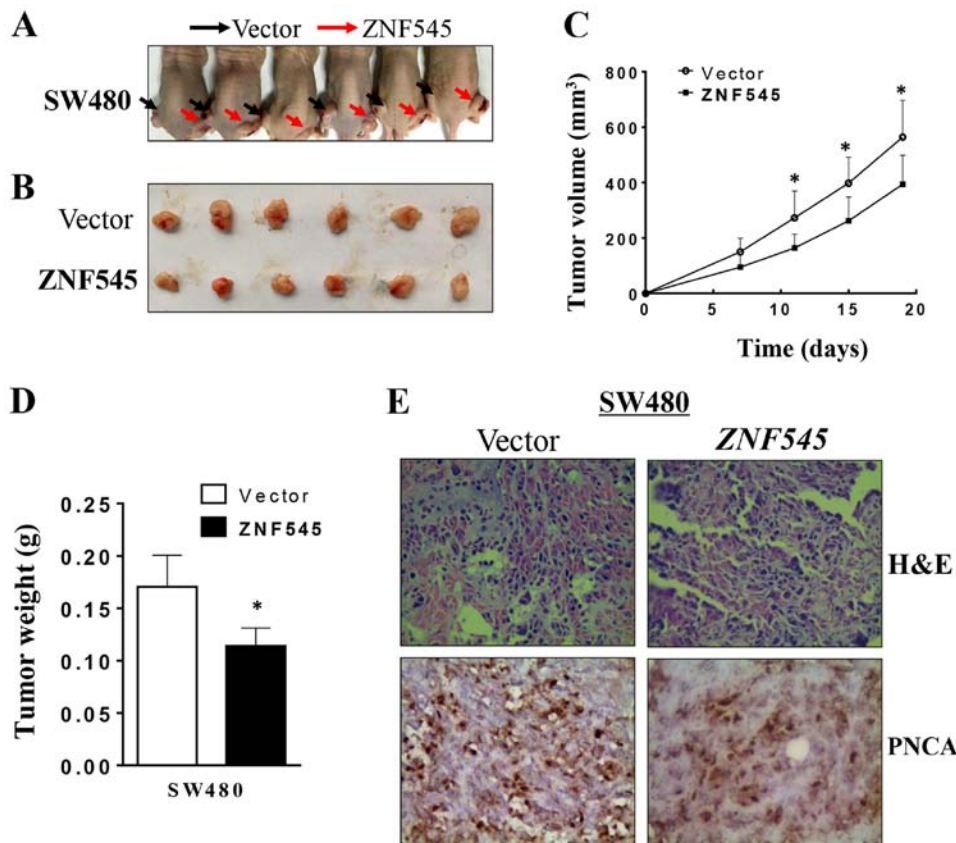 A
Vector ZNF545
SW480
B
Vector
ZNF545
C
Vector
ZNF545
Tumor volume (mm³)
800
600
400
200
0
* * *
0 5 10 15 20
Time (days)
D
Vector
ZNF545
Tumor weight (g)
0.25
0.20
0.15
0.10
0.05
0.00
*
SW480
E
SW480
Vector ZNF545
H&E
PNCA